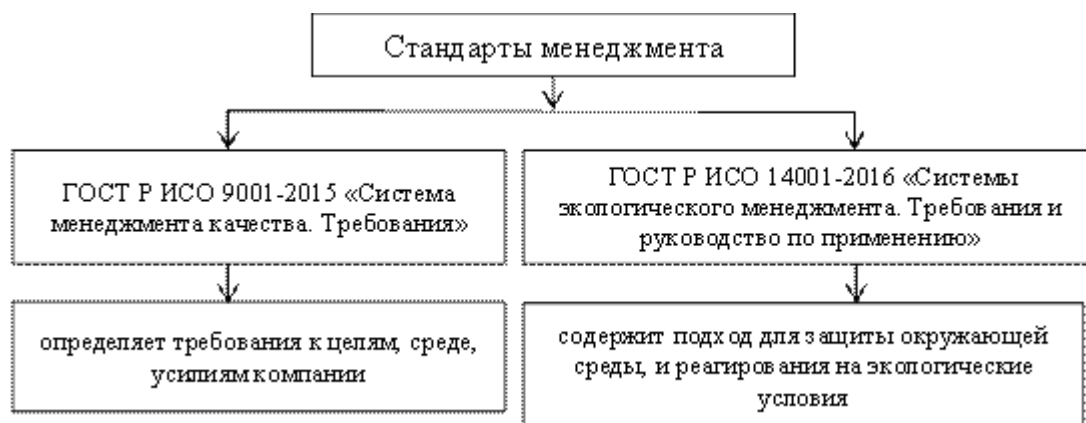 Стандарты менеджмента
ГОСТ Р ИСО 9001-2015 «Система
менеджмента качества. Требования»
ГОСТ Р ИСО 14001-2016 «Системы
экологического менеджмента. Требования и
руководство по применению»
определяет требования к целям, среде,
усилиям компании
содержит подход для защиты окружающей
среды, и реагирования на экологические
условия